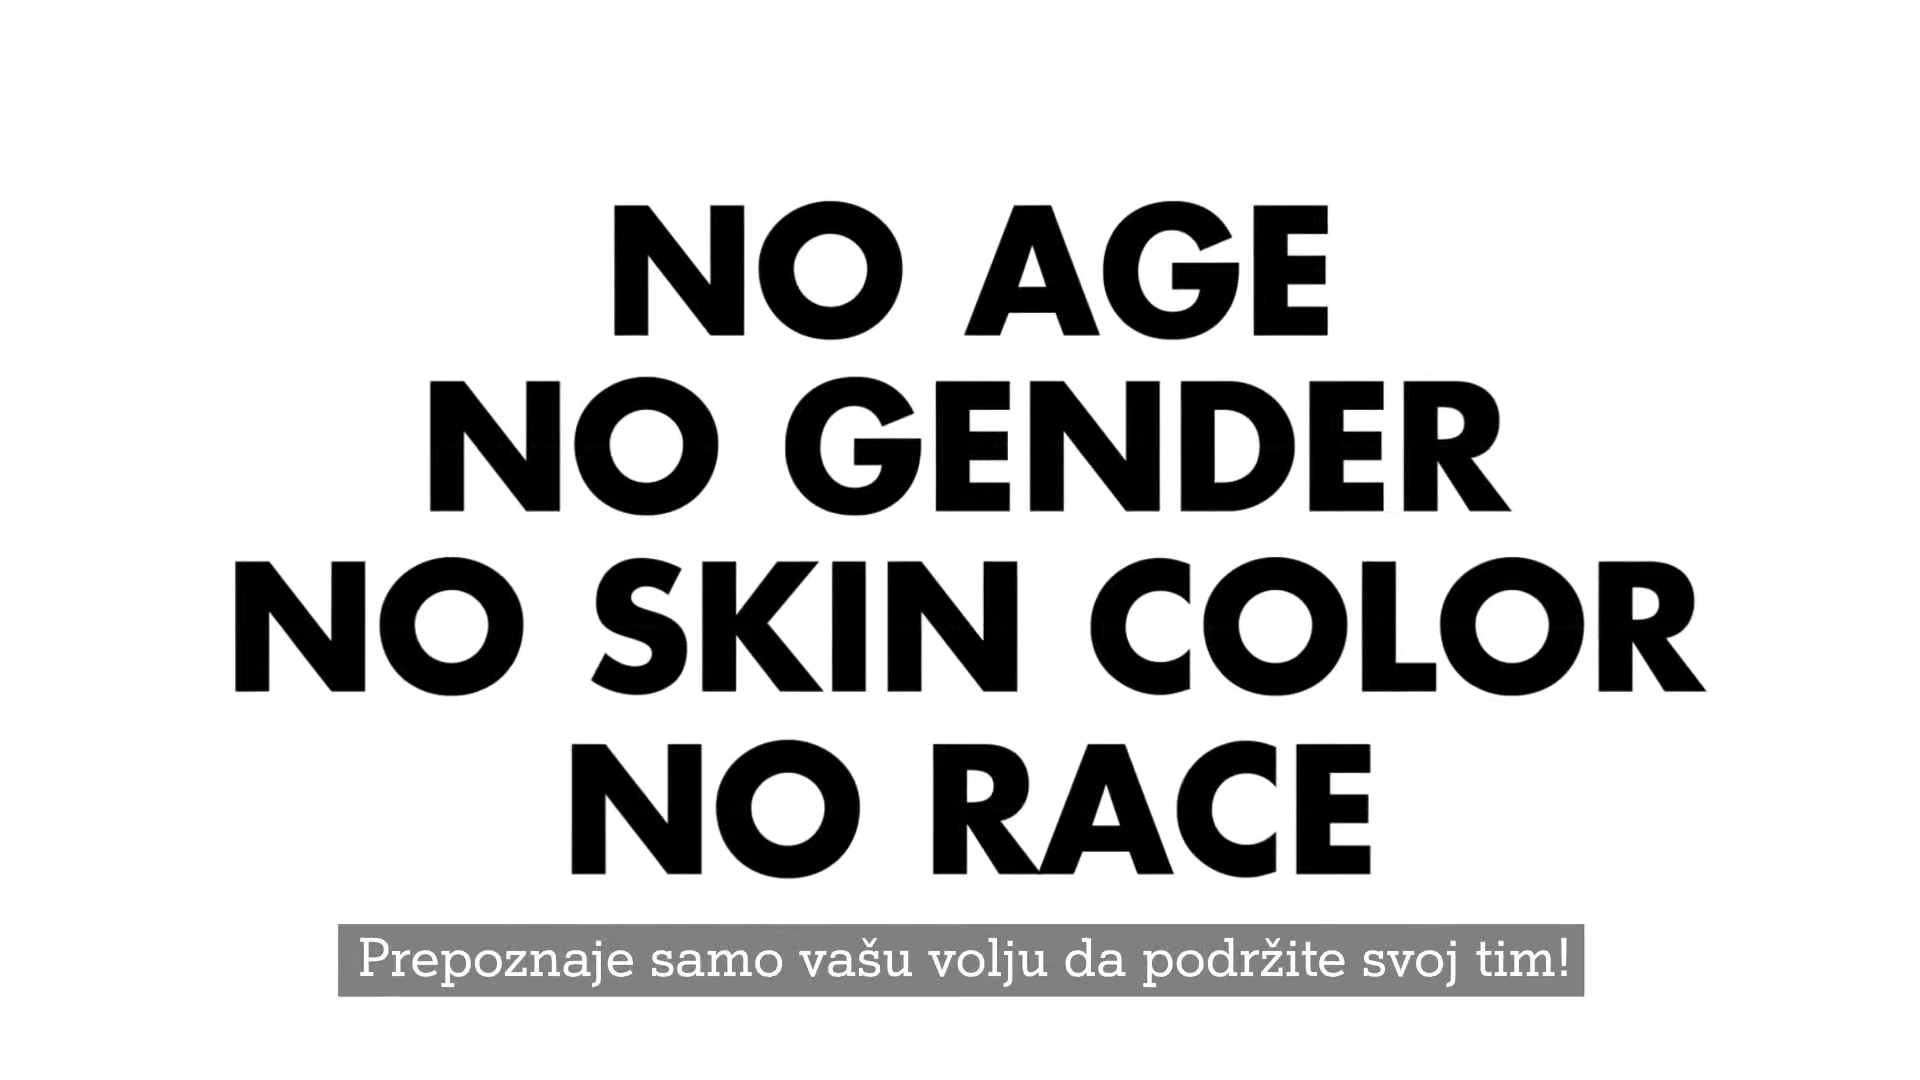 NO AGE
NO GENDER
NO SKIN COLOR
NO RACE
Prepoznaje samo vašu volju da podržite svoj tim!